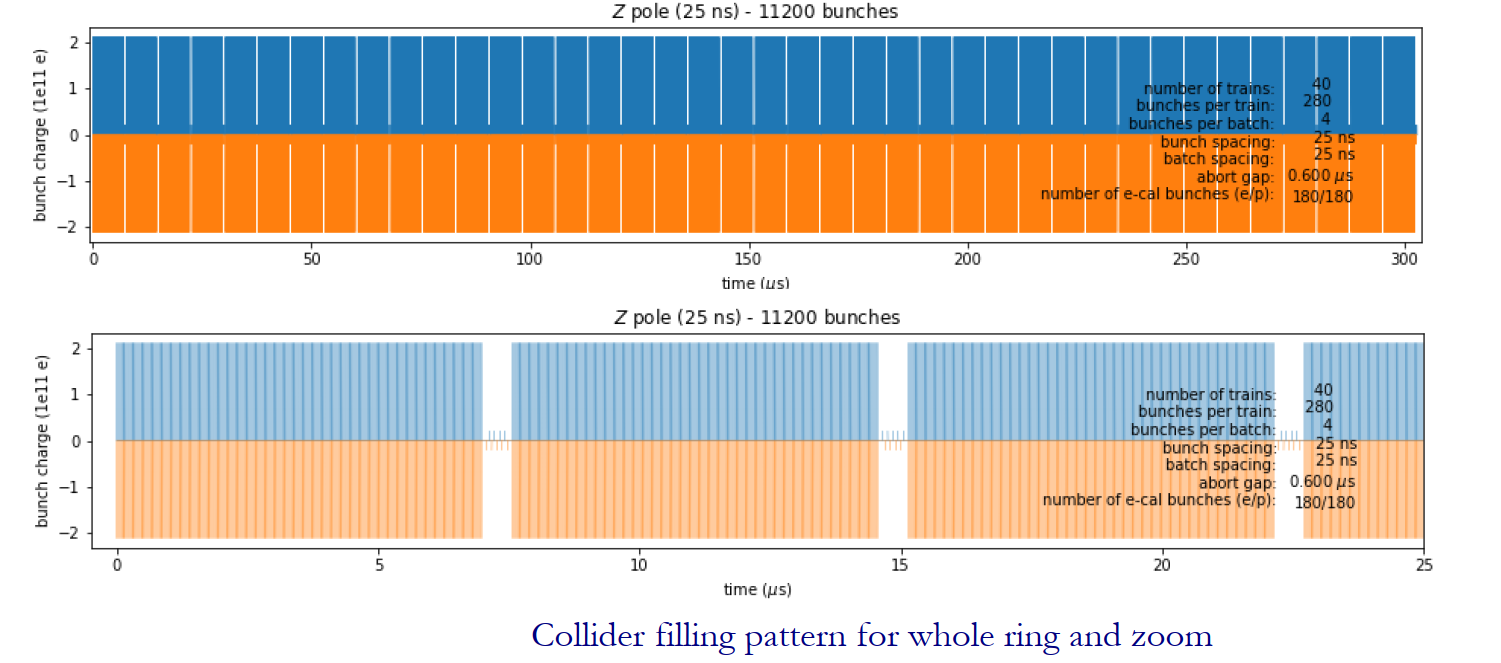 Z pole (25 ns) - 11200 bunches
bunch charge (1e11 e)
2
1
0
−1
−2
number of trains: 40
bunches per train: 280
bunches per batch: 4
bunch spacing: 25 ns
batch spacing: 25 ns
abort gap: 0.600 μs
number of e-cal bunches (e/p): 180/180
0 50 100 150 200 250 300
time (μs)
Z pole (25 ns) - 11200 bunches
bunch charge (1e11 e)
2
1
0
−1
−2
number of trains: 40
bunches per train: 280
bunches per batch: 4
bunch spacing: 25 ns
batch spacing: 25 ns
abort gap: 0.600 μs
number of e-cal bunches (e/p): 180/180
0 5 10 15 20 25
time (μs)
Collider filling pattern for whole ring and zoom